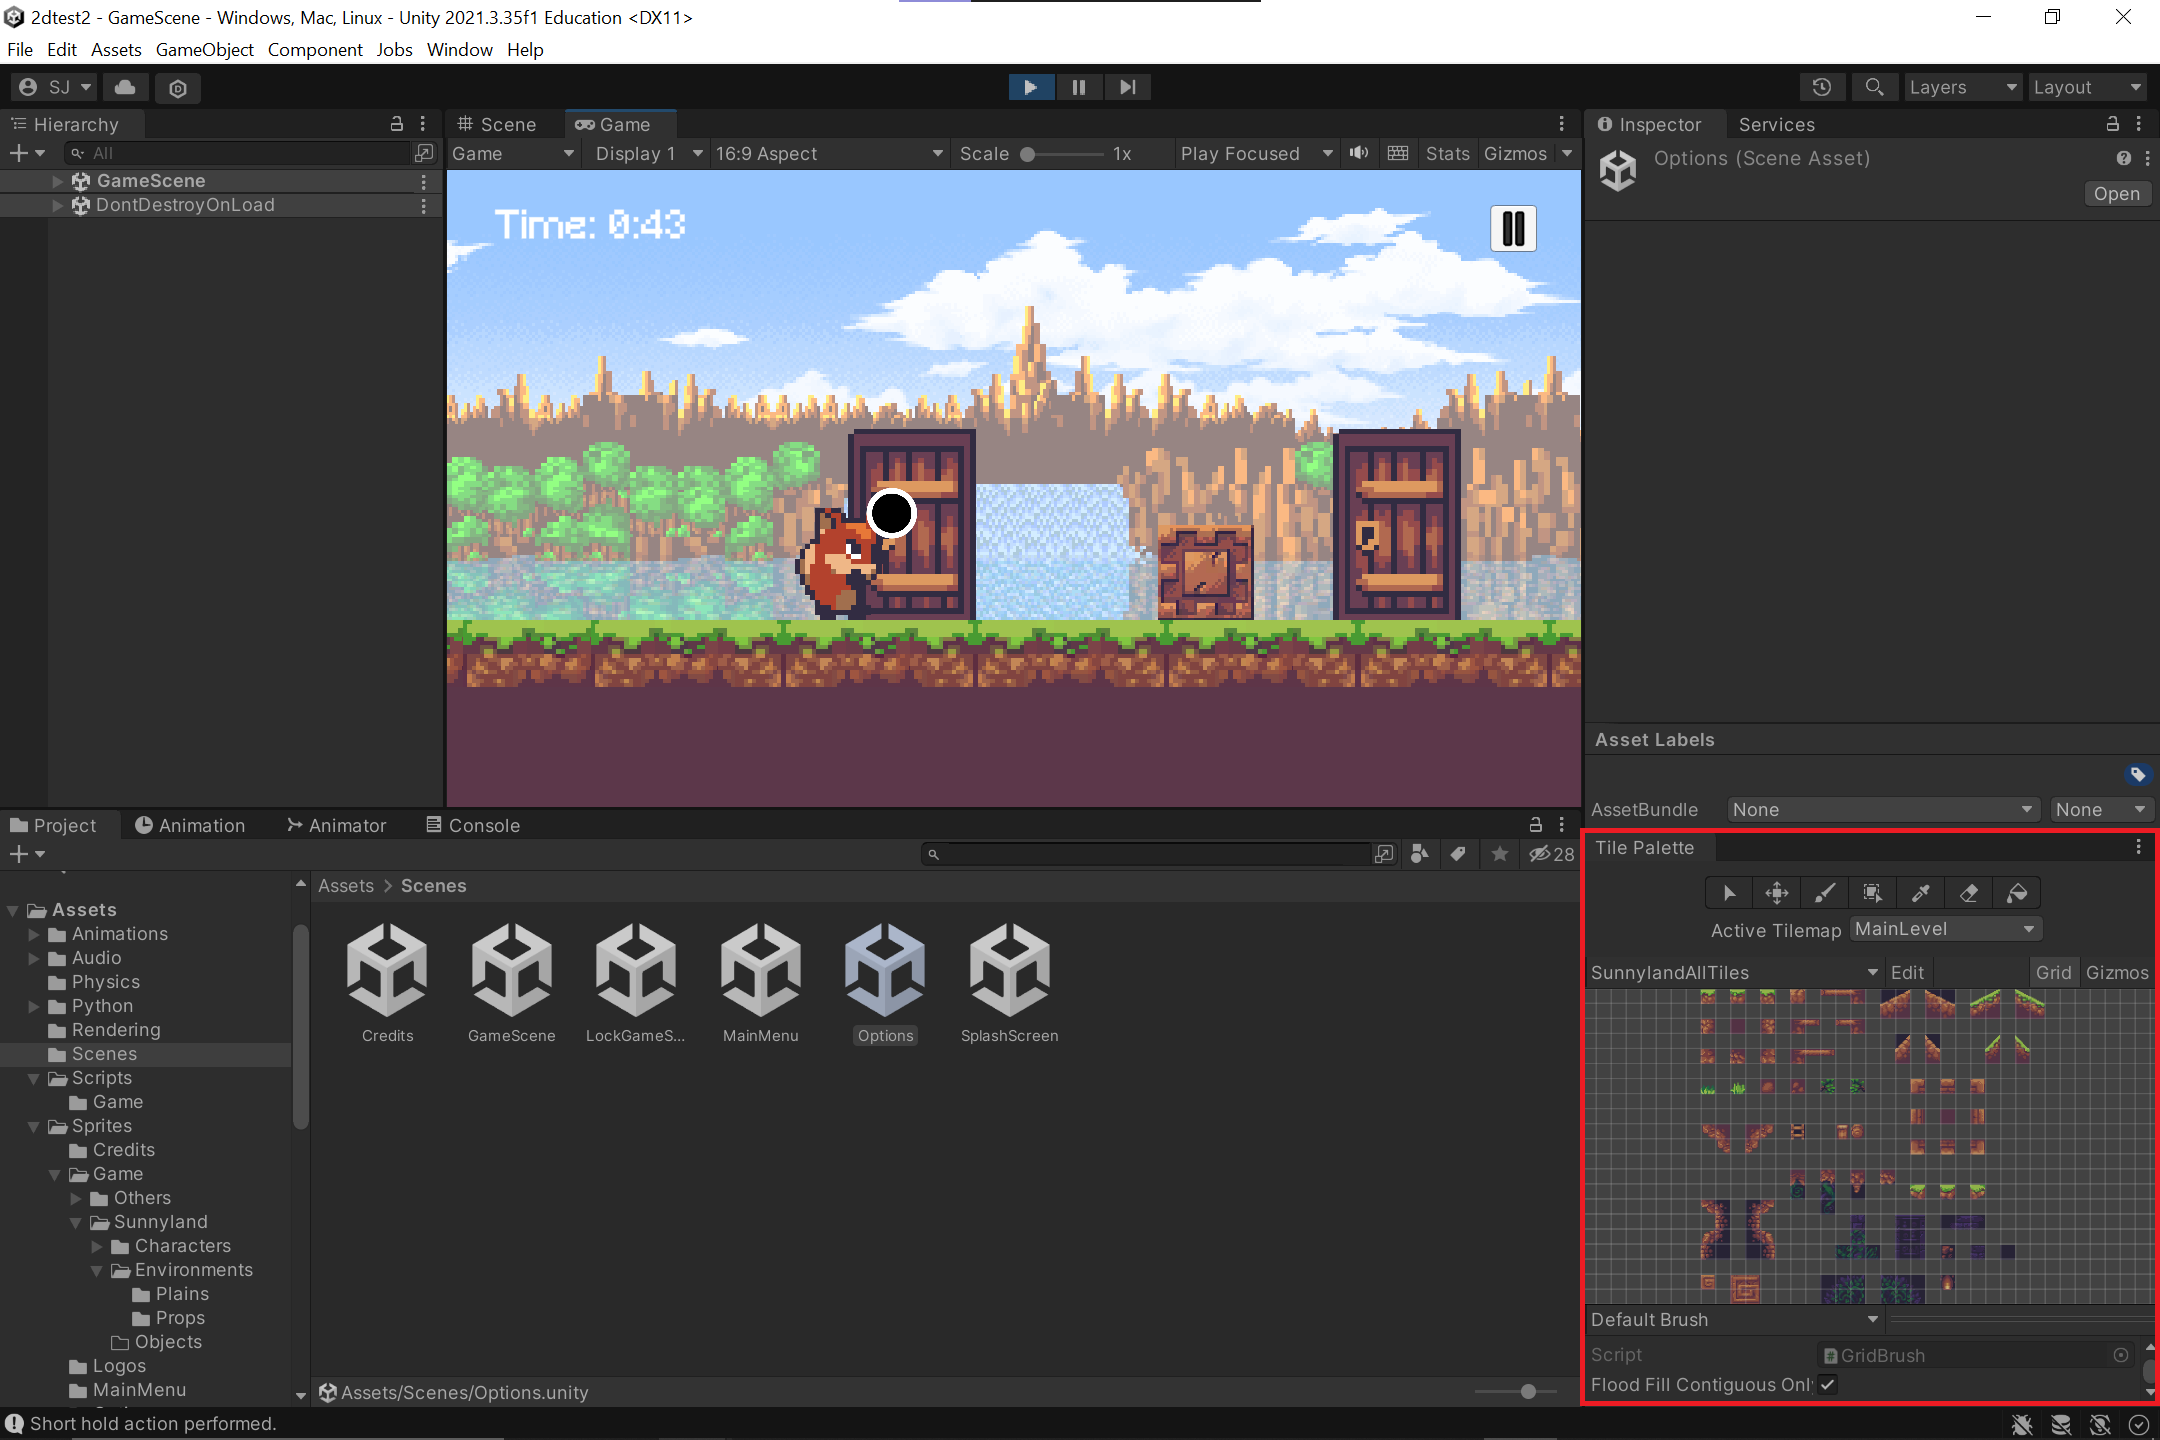 2dtest2 - GameScene - Windows, Mac, Linux - Unity 2021.3.35f1 Education <DX11>
File Edit Assets GameObject Component Jobs Window Help
SJ Layers Layout
Hierarchy
All
GameScene
DontDestroyOnLoad
Scene Game
Game Display 1 16:9 Aspect Scale 1x Play Focused Stats Gizmos
Time: 0:43
Inspector Services
Options (Scene Asset)
Open
Asset Labels
AssetBundle None None
Project Animation Animator Console
28
Assets
Animations
Audio
Physics
Python
Rendering
Scenes
Scripts
Game
Sprites
Credits
Game
Others
Sunnyland
Characters
Environments
Plains
Props
Objects
Logos
MainMenu
Assets > Scenes
Credits GameScene LockGameS... MainMenu Options SplashScreen
Assets/Scenes/Options.unity
Tile Palette
Active Tilemap MainLevel
SunnylandAllTiles Edit Grid Gizmos
Default Brush
Script GridBrush
Flood Fill Contiguous Onl
Short hold action performed.